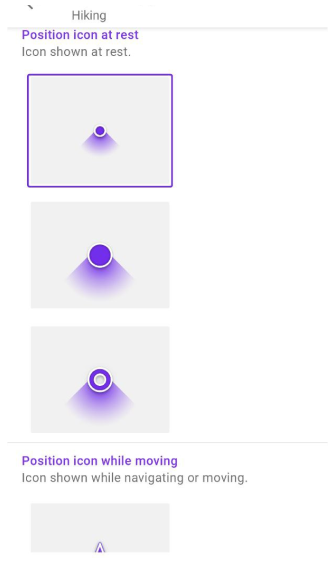 Hiking
Position icon at rest
Icon shown at rest.
Position icon while moving
Icon shown while navigating or moving.